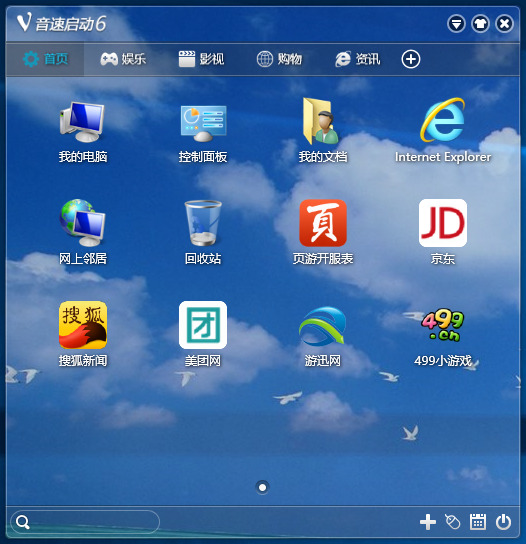 V 音速启动6
首页 娱乐 影视 购物 资讯
我的电脑 控制面板 我的文档 Internet Explorer
頁 JD
网上邻居 回收站 页游开服表 京东
搜狐 团 499.cn
搜狐新闻 美团网 游迅网 499小游戏